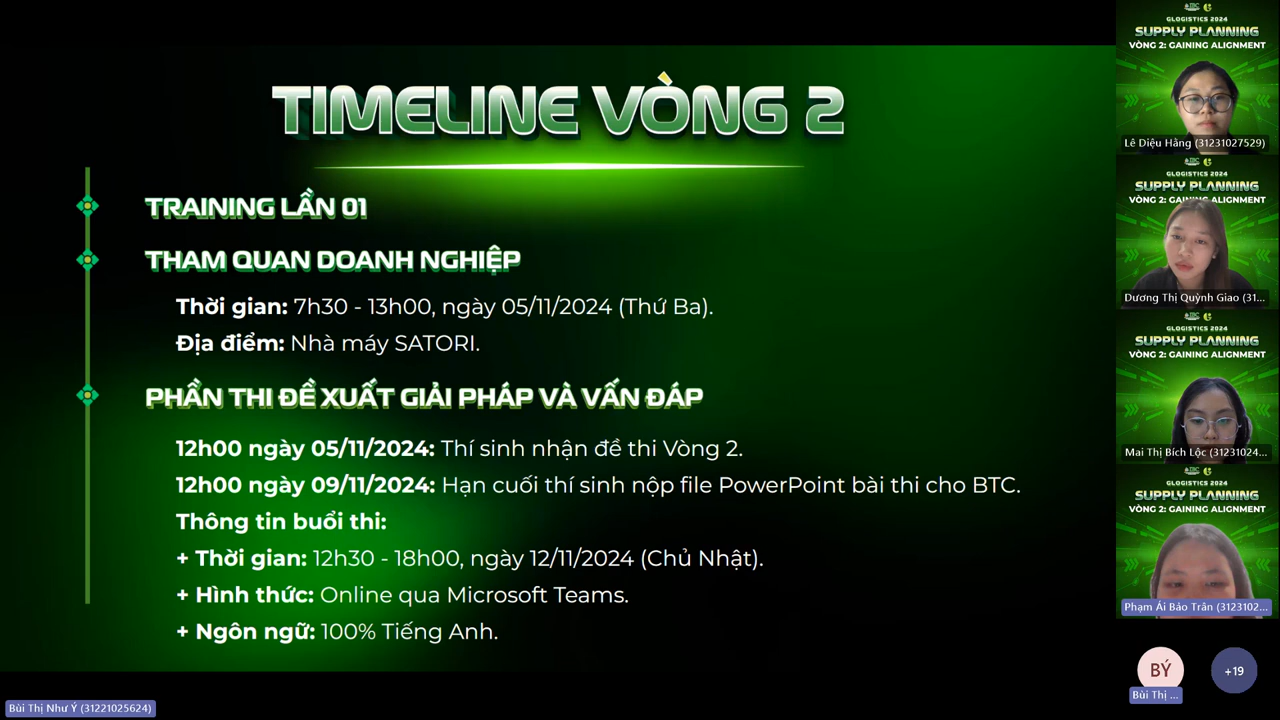 TIMELINE VÒNG 2
TRAINING LẦN 01
THAM QUAN DOANH NGHIỆP
Thời gian: 7h30 - 13h00, ngày 05/11/2024 (Thứ Ba).
Địa điểm: Nhà máy SATORI.
PHẦN THI ĐỀ XUẤT GIẢI PHÁP VÀ VẤN ĐÁP
12h00 ngày 05/11/2024: Thí sinh nhận đề thi Vòng 2.
12h00 ngày 09/11/2024: Hạn cuối thí sinh nộp file PowerPoint bài thi cho BTC.
Thông tin buổi thi:
+ Thời gian: 12h30 - 18h00, ngày 12/11/2024 (Chủ Nhật).
+ Hình thức: Online qua Microsoft Teams.
+ Ngôn ngữ: 100% Tiếng Anh.
Bùi Thị Như Ý (31221025624)
GLOGISTICS 2024
SUPPLY PLANNING
VÒNG 2: GAINING ALIGNMENT
Lê Diệu Hằng (31231027529)
GLOGISTICS 2024
SUPPLY PLANNING
VÒNG 2: GAINING ALIGNMENT
Dương Thị Quỳnh Giao (31...
GLOGISTICS 2024
SUPPLY PLANNING
VÒNG 2: GAINING ALIGNMENT
Mai Thị Bích Lộc (31231024...
GLOGISTICS 2024
SUPPLY PLANNING
VÒNG 2: GAINING ALIGNMENT
Phạm Ái Bảo Trân (3123102...
BÝ
Bùi Thị ...
+19